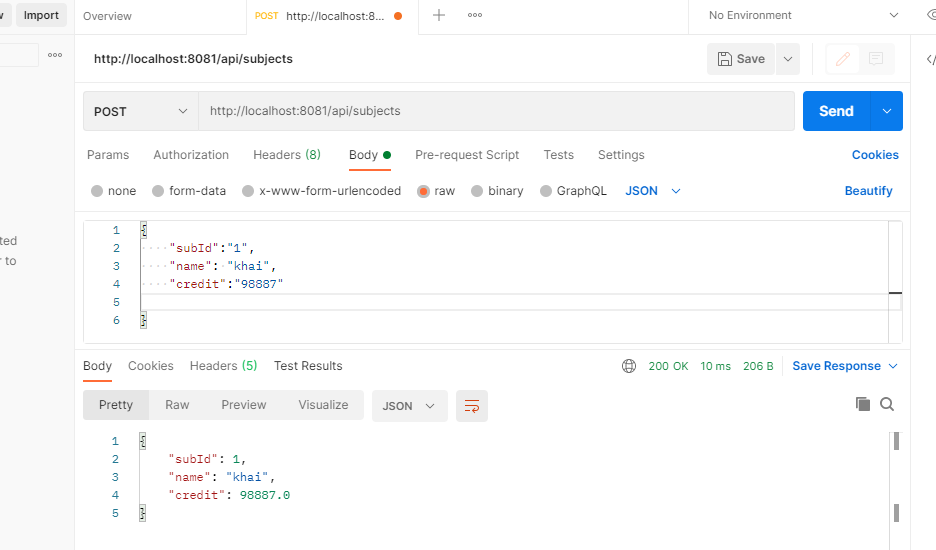 Import
Overview
POST http://localhost:8...
No Environment
http://localhost:8081/api/subjects
Save
POST
http://localhost:8081/api/subjects
Send
Params Authorization Headers (8) Body Pre-request Script Tests Settings Cookies
none form-data x-www-form-urlencoded raw binary GraphQL JSON Beautify
1 {
2 "subId":"1",
ted
3 "name": "khai",
r to
4 "credit":"98887"
5
6 }
Body Cookies Headers (5) Test Results 200 OK 10 ms 206 B Save Response
Pretty Raw Preview Visualize JSON
1 {
2 "subId": 1,
3 "name": "khai",
4 "credit": 98887.0
5 }